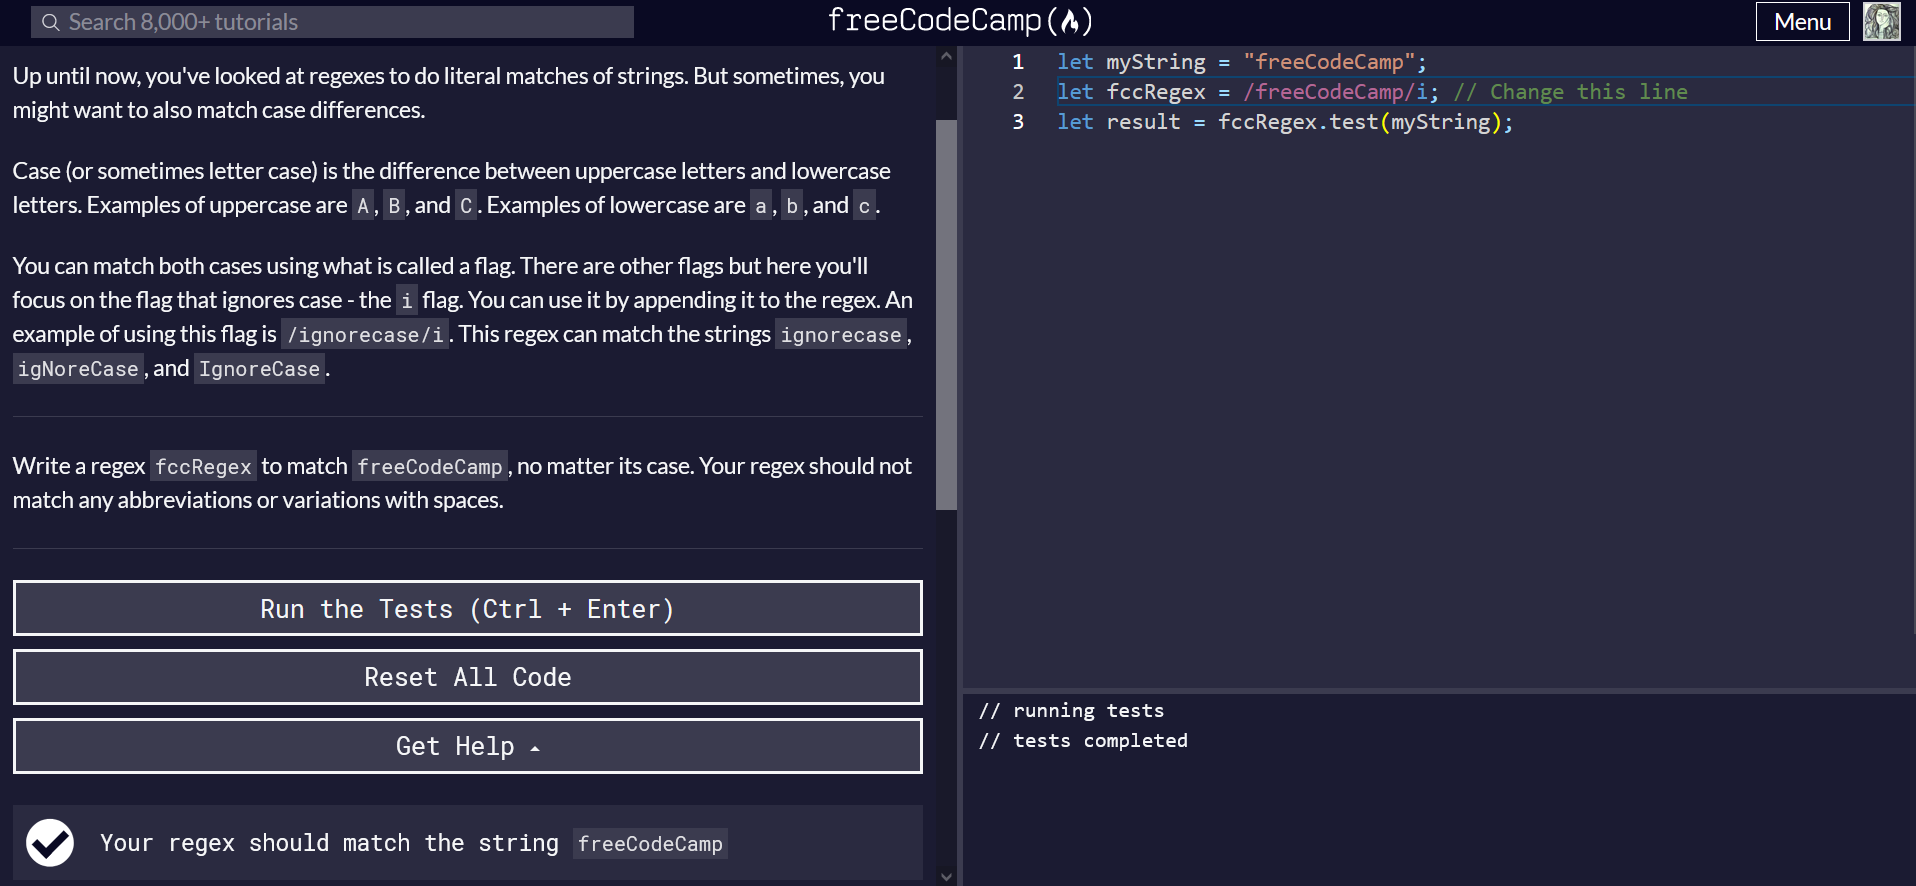 Search 8,000+ tutorials
freeCodeCamp
Menu
Up until now, you've looked at regexes to do literal matches of strings. But sometimes, you
might want to also match case differences.
Case (or sometimes letter case) is the difference between uppercase letters and lowercase
letters. Examples of uppercase are A, B, and C. Examples of lowercase are a, b, and c.
You can match both cases using what is called a flag. There are other flags but here you'll
focus on the flag that ignores case - the i flag. You can use it by appending it to the regex. An
example of using this flag is /ignorecase/i. This regex can match the strings ignorecase,
igNoreCase, and IgnoreCase.
Write a regex fccRegex to match freeCodeCamp, no matter its case. Your regex should not
match any abbreviations or variations with spaces.
Run the Tests (Ctrl + Enter)
Reset All Code
Get Help
Your regex should match the string freeCodeCamp
1 let myString = "freeCodeCamp";
2 let fccRegex = /freeCodeCamp/i; // Change this line
3 let result = fccRegex.test(myString);
// running tests
// tests completed